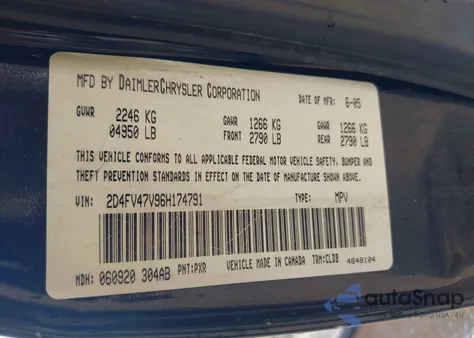 MFD BY DAIMLERCHRYSLER CORPORATION DATE OF MFR: 6-05
GVWR 2246 KG GAWR 1266 KG GAWR 1266 KG
04950 LB FRONT 2790 LB REAR 2790 LB
THIS VEHICLE CONFORMS TO ALL APPLICABLE FEDERAL MOTOR VEHICLE SAFETY, BUMPER AND
THEFT PREVENTION STANDARDS IN EFFECT ON THE DATE OF MANUFACTURE SHOWN ABOVE.
VIN: 2D4FV47V96H174791 TYPE: MPV
MDH: 060920 304AB PNT:PXR VEHICLE MADE IN CANADA TRM:CLDB 4648104
autoSnap
USA | EU